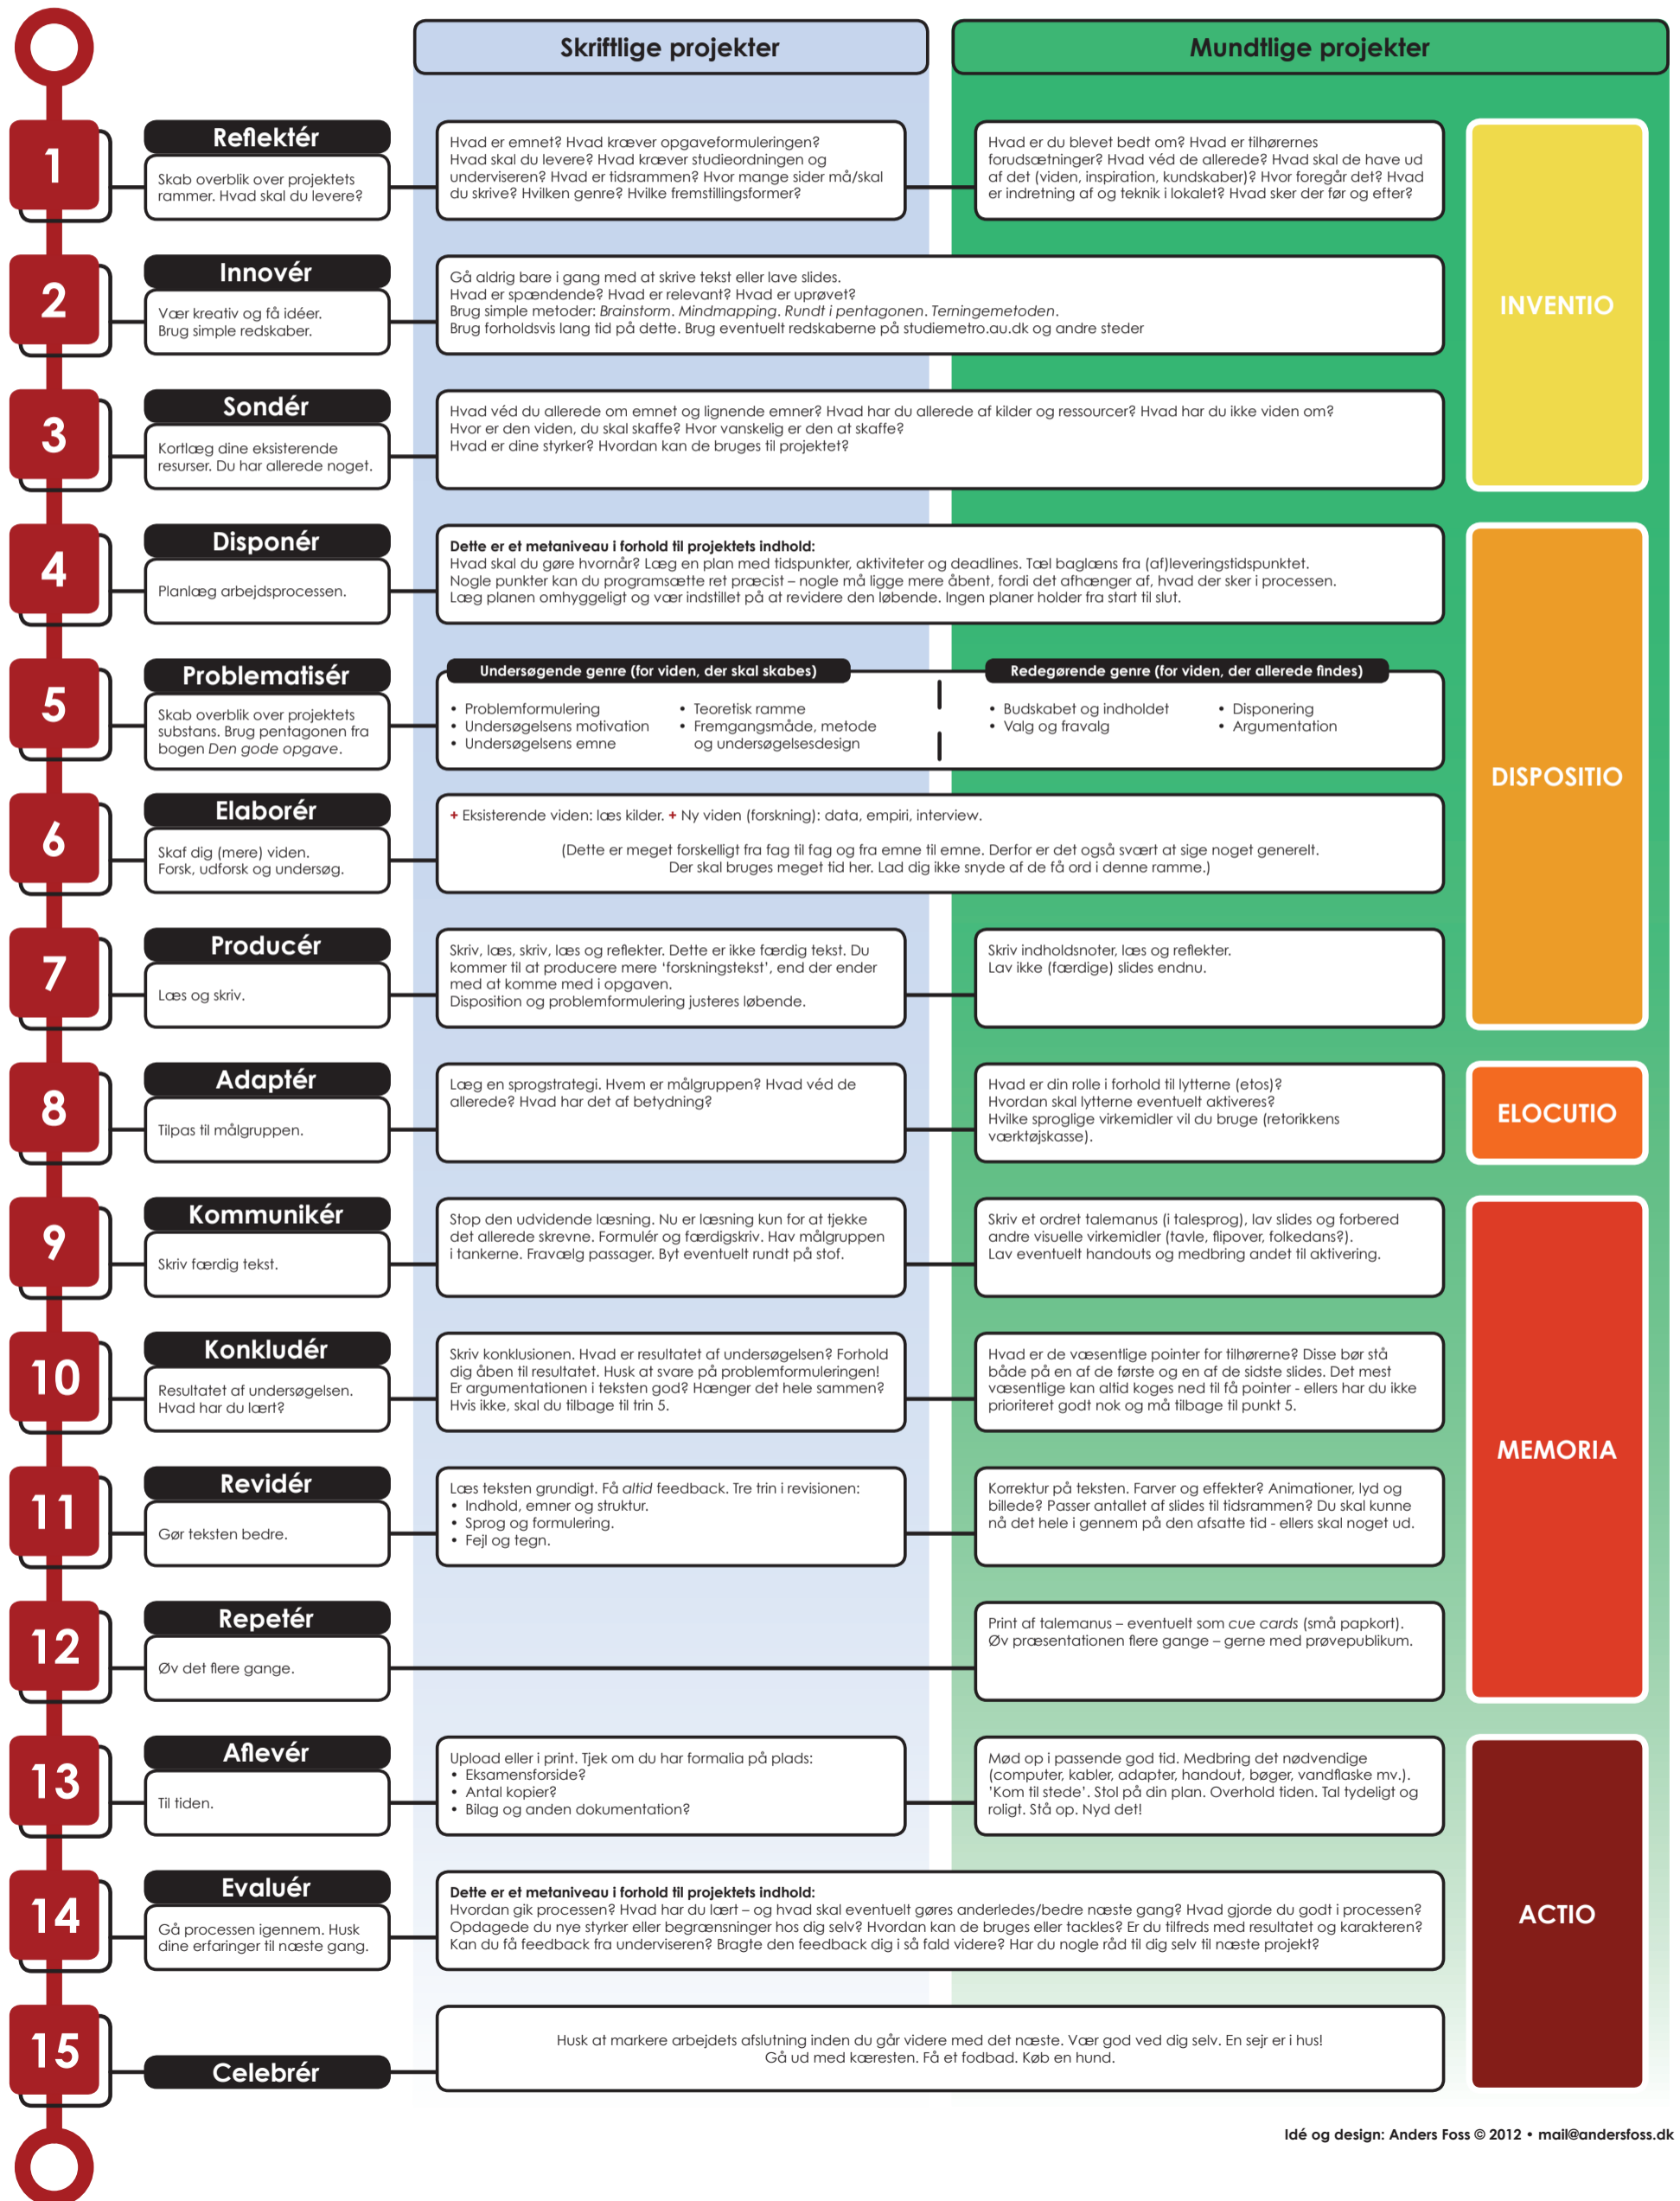 Skriftlige projekter
Mundtlige projekter
1
Reflektér
Skab overblik over projektets
rammer. Hvad skal du levere?
Hvad er emnet? Hvad kræver opgaveformuleringen?
Hvad skal du levere? Hvad kræver studieordningen og
underviseren? Hvad er tidsrammen? Hvor mange sider må/skal
du skrive? Hvilken genre? Hvilke fremstillingsformer?
Hvad er du blevet bedt om? Hvad er tilhørernes
forudsætninger? Hvad véd de allerede? Hvad skal de have ud
af det (viden, inspiration, kundskaber)? Hvor foregår det? Hvad
er indretning af og teknik i lokalet? Hvad sker der før og efter?
INVENTIO
2
Innovér
Vær kreativ og få idéer.
Brug simple redskaber.
Gå aldrig bare i gang med at skrive tekst eller lave slides.
Hvad er spændende? Hvad er relevant? Hvad er uprøvet?
Brug simple metoder: Brainstorm. Mindmapping. Rundt i pentagonen. Terningemetoden.
Brug forholdsvis lang tid på dette. Brug eventuelt redskaberne på studiemetro.au.dk og andre steder
3
Sondér
Kortlæg dine eksisterende
resurser. Du har allerede noget.
Hvad véd du allerede om emnet og lignende emner? Hvad har du allerede af kilder og ressourcer? Hvad har du ikke viden om?
Hvor er den viden, du skal skaffe? Hvor vanskelig er den at skaffe?
Hvad er dine styrker? Hvordan kan de bruges til projektet?
4
Disponér
Planlæg arbejdsprocessen.
Dette er et metaniveau i forhold til projektets indhold:
Hvad skal du gøre hvornår? Læg en plan med tidspunkter, aktiviteter og deadlines. Tæl baglæns fra (af)leveringstidspunktet.
Nogle punkter kan du programsætte ret præcist – nogle må ligge mere åbent, fordi det afhænger af, hvad der sker i processen.
Læg planen omhyggeligt og vær indstillet på at revidere den løbende. Ingen planer holder fra start til slut.
DISPOSITIO
5
Problematisér
Skab overblik over projektets
substans. Brug pentagonen fra
bogen Den gode opgave.
Undersøgende genre (for viden, der skal skabes)
• Problemformulering
• Undersøgelsens motivation
• Undersøgelsens emne
• Teoretisk ramme
• Fremgangsmåde, metode
og undersøgelsesdesign
Redegørende genre (for viden, der allerede findes)
• Budskabet og indholdet
• Valg og fravalg
• Disponering
• Argumentation
6
Elaborér
Skaf dig (mere) viden.
Forsk, udforsk og undersøg.
+ Eksisterende viden: læs kilder. + Ny viden (forskning): data, empiri, interview.
(Dette er meget forskelligt fra fag til fag og fra emne til emne. Derfor er det også svært at sige noget generelt.
Der skal bruges meget tid her. Lad dig ikke snyde af de få ord i denne ramme.)
7
Producér
Læs og skriv.
Skriv, læs, skriv, læs og reflekter. Dette er ikke færdig tekst. Du
kommer til at producere mere ‘forskningstekst’, end der ender
med at komme med i opgaven.
Disposition og problemformulering justeres løbende.
Skriv indholdsnoter, læs og reflekter.
Lav ikke (færdige) slides endnu.
8
Adaptér
Tilpas til målgruppen.
Læg en sprogstrategi. Hvem er målgruppen? Hvad véd de
allerede? Hvad har det af betydning?
Hvad er din rolle i forhold til lytterne (etos)?
Hvordan skal lytterne eventuelt aktiveres?
Hvilke sproglige virkemidler vil du bruge (retorikkens
værktøjskasse).
ELOCUTIO
9
Kommunikér
Skriv færdig tekst.
Stop den udvidende læsning. Nu er læsning kun for at tjekke
det allerede skrevne. Formulér og færdigskriv. Hav målgruppen
i tankerne. Fravælg passager. Byt eventuelt rundt på stof.
Skriv et ordret talemanus (i talesprog), lav slides og forbered
andre visuelle virkemidler (tavle, flipover, folkedans?).
Lav eventuelt handouts og medbring andet til aktivering.
MEMORIA
10
Konkludér
Resultatet af undersøgelsen.
Hvad har du lært?
Skriv konklusionen. Hvad er resultatet af undersøgelsen? Forhold
dig åben til resultatet. Husk at svare på problemformuleringen!
Er argumentationen i teksten god? Hænger det hele sammen?
Hvis ikke, skal du tilbage til trin 5.
Hvad er de væsentlige pointer for tilhørerne? Disse bør stå
både på en af de første og en af de sidste slides. Det mest
væsentlige kan altid koges ned til få pointer - ellers har du ikke
prioriteret godt nok og må tilbage til punkt 5.
11
Revidér
Gør teksten bedre.
Læs teksten grundigt. Få altid feedback. Tre trin i revisionen:
• Indhold, emner og struktur.
• Sprog og formulering.
• Fejl og tegn.
Korrektur på teksten. Farver og effekter? Animationer, lyd og
billede? Passer antallet af slides til tidsrammen? Du skal kunne
nå det hele i gennem på den afsatte tid - ellers skal noget ud.
12
Repetér
Øv det flere gange.
Print af talemanus – eventuelt som cue cards (små papkort).
Øv præsentationen flere gange – gerne med prøvepublikum.
13
Aflevér
Til tiden.
Upload eller i print. Tjek om du har formalia på plads:
• Eksamensforside?
• Antal kopier?
• Bilag og anden dokumentation?
Mød op i passende god tid. Medbring det nødvendige
(computer, kabler, adapter, handout, bøger, vandflaske mv.).
'Kom til stede'. Stol på din plan. Overhold tiden. Tal tydeligt og
roligt. Stå op. Nyd det!
ACTIO
14
Evaluér
Gå processen igennem. Husk
dine erfaringer til næste gang.
Dette er et metaniveau i forhold til projektets indhold:
Hvordan gik processen? Hvad har du lært – og hvad skal eventuelt gøres anderledes/bedre næste gang? Hvad gjorde du godt i processen?
Opdagede du nye styrker eller begrænsninger hos dig selv? Hvordan kan de bruges eller tackles? Er du tilfreds med resultatet og karakteren?
Kan du få feedback fra underviseren? Bragte den feedback dig i så fald videre? Har du nogle råd til dig selv til næste projekt?
15
Celebrér
Husk at markere arbejdets afslutning inden du går videre med det næste. Vær god ved dig selv. En sejr er i hus!
Gå ud med kæresten. Få et fodbad. Køb en hund.
Idé og design: Anders Foss © 2012 • mail@andersfoss.dk